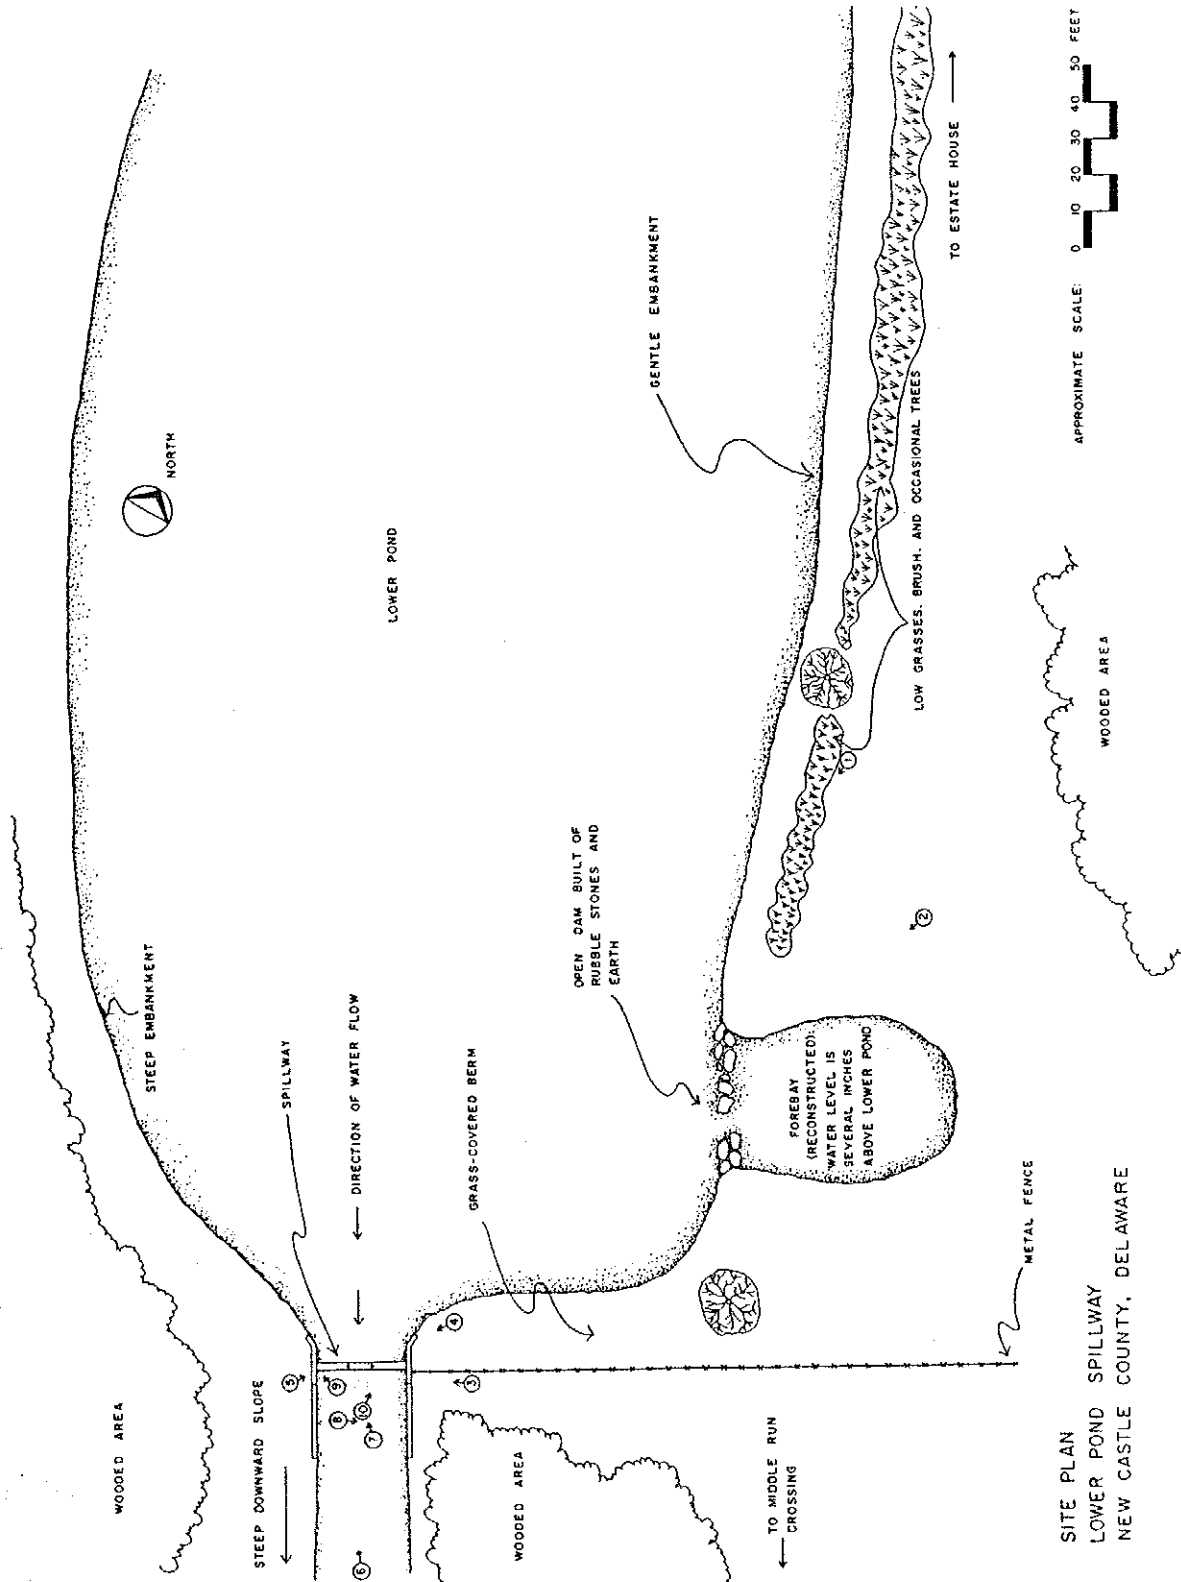 WOODED AREA
STEEP EMBANKMENT
NORTH
LOWER POND
STEEP DOWNWARD SLOPE
SPILLWAY
DIRECTION OF WATER FLOW
GRASS-COVERED BERM
OPEN DAM BUILT OF
RUBBLE STONES AND
EARTH
GENTLE EMBANKMENT
5
9
8
10
7
6
4
3
WOODED AREA
FOREBAY
(RECONSTRUCTED):
WATER LEVEL IS
SEVERAL INCHES
ABOVE LOWER POND
1
2
LOW GRASSES, BRUSH, AND OCCASIONAL TREES
TO ESTATE HOUSE
TO MIDDLE RUN
CROSSING
METAL FENCE
WOODED AREA
SITE PLAN
LOWER POND SPILLWAY
NEW CASTLE COUNTY, DELAWARE
APPROXIMATE SCALE:
0 10 20 30 40 50 FEET